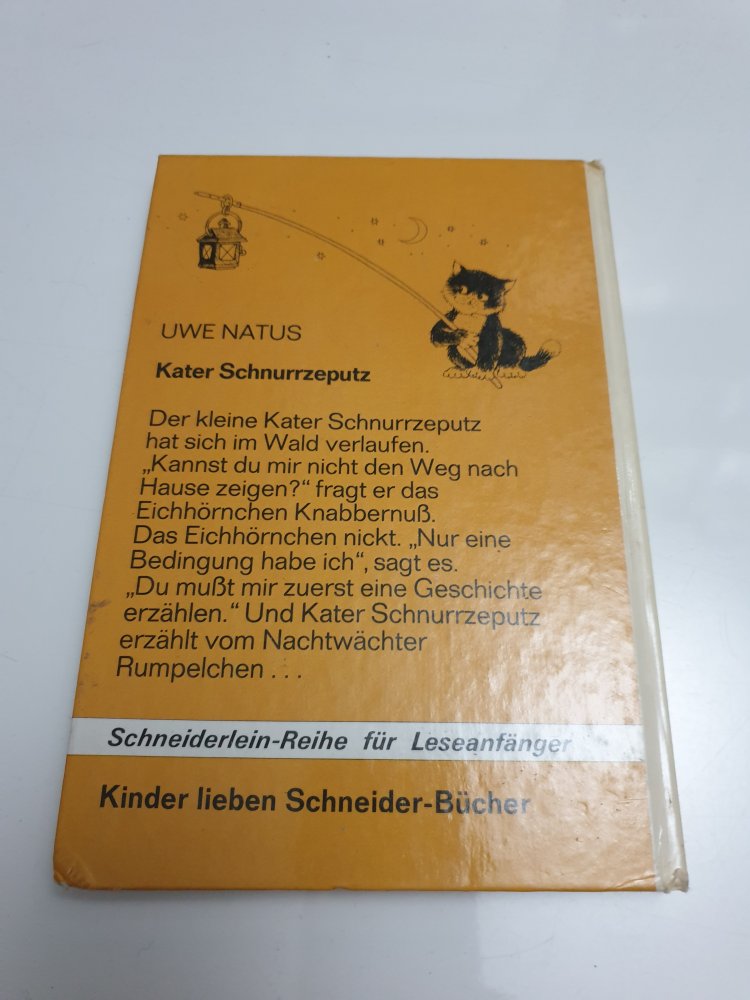 UWE NATUS
Kater Schnurrzeputz
Der kleine Kater Schnurrzeputz
hat sich im Wald verlaufen.
„Kannst du mir nicht den Weg nach
Hause zeigen?“ fragt er das
Eichhörnchen Knabbernuß.
Das Eichhörnchen nickt. „Nur eine
Bedingung habe ich“, sagt es.
„Du mußt mir zuerst eine Geschichte
erzählen.“ Und Kater Schnurrzeputz
erzählt vom Nachtwächter
Rumpelchen ...
Schneiderlein-Reihe für Leseanfänger
Kinder lieben Schneider-Bücher